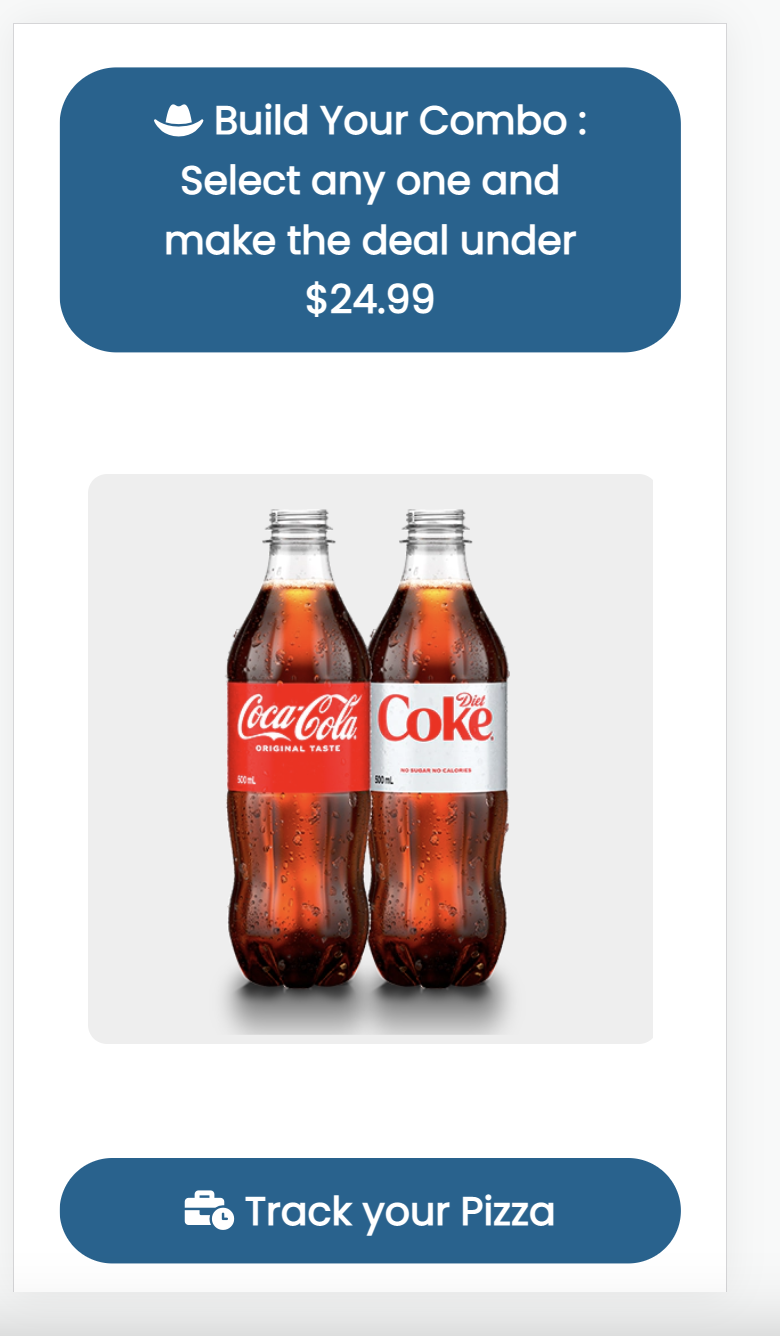 Build Your Combo :
Select any one and
make the deal under
$24.99
Coca-Cola
ORIGINAL TASTE
500 mL
Diet
Coke
NO SUGAR NO CALORIES
500 mL
Track your Pizza